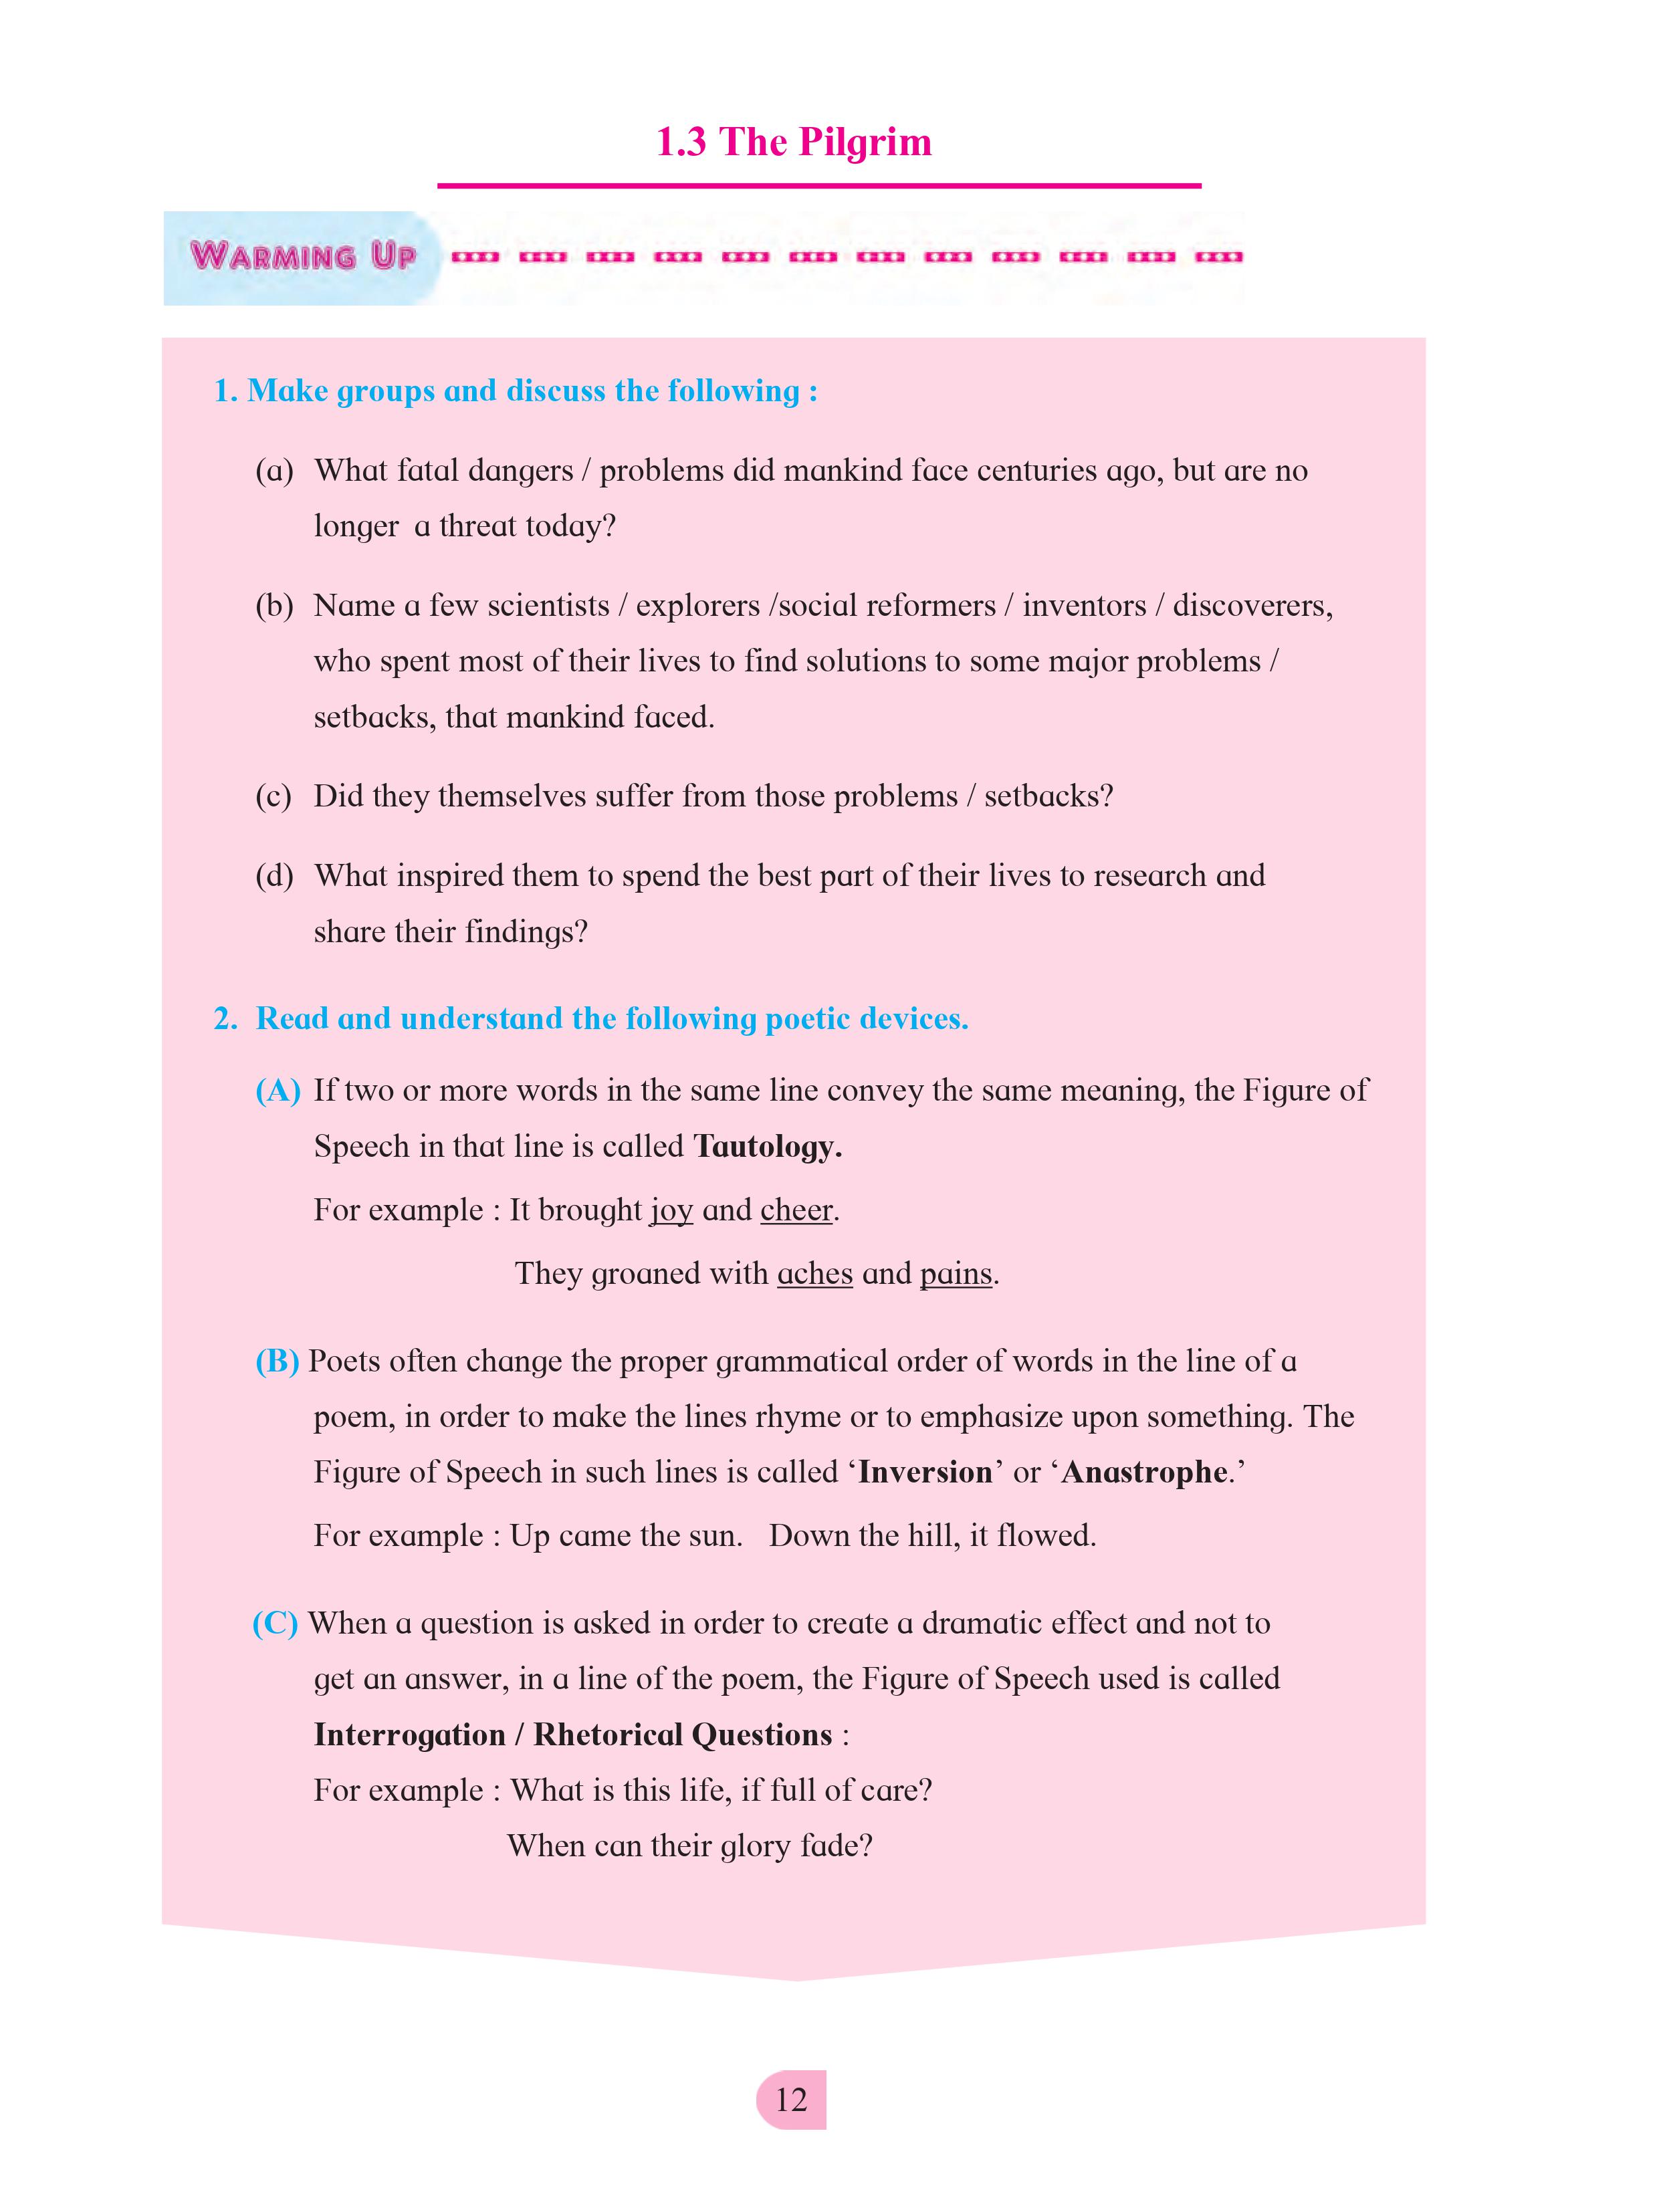 1.3 The Pilgrim
WARMING UP
1. Make groups and discuss the following :
(a) What fatal dangers / problems did mankind face centuries ago, but are no
longer a threat today?
(b) Name a few scientists / explorers /social reformers / inventors / discoverers,
who spent most of their lives to find solutions to some major problems /
setbacks, that mankind faced.
(c) Did they themselves suffer from those problems / setbacks?
(d) What inspired them to spend the best part of their lives to research and
share their findings?
2. Read and understand the following poetic devices.
(A) If two or more words in the same line convey the same meaning, the Figure of
Speech in that line is called Tautology.
For example : It brought joy and cheer.
They groaned with aches and pains.
(B) Poets often change the proper grammatical order of words in the line of a
poem, in order to make the lines rhyme or to emphasize upon something. The
Figure of Speech in such lines is called ‘Inversion’ or ‘Anastrophe.’
For example : Up came the sun. Down the hill, it flowed.
(C) When a question is asked in order to create a dramatic effect and not to
get an answer, in a line of the poem, the Figure of Speech used is called
Interrogation / Rhetorical Questions :
For example : What is this life, if full of care?
When can their glory fade?
12